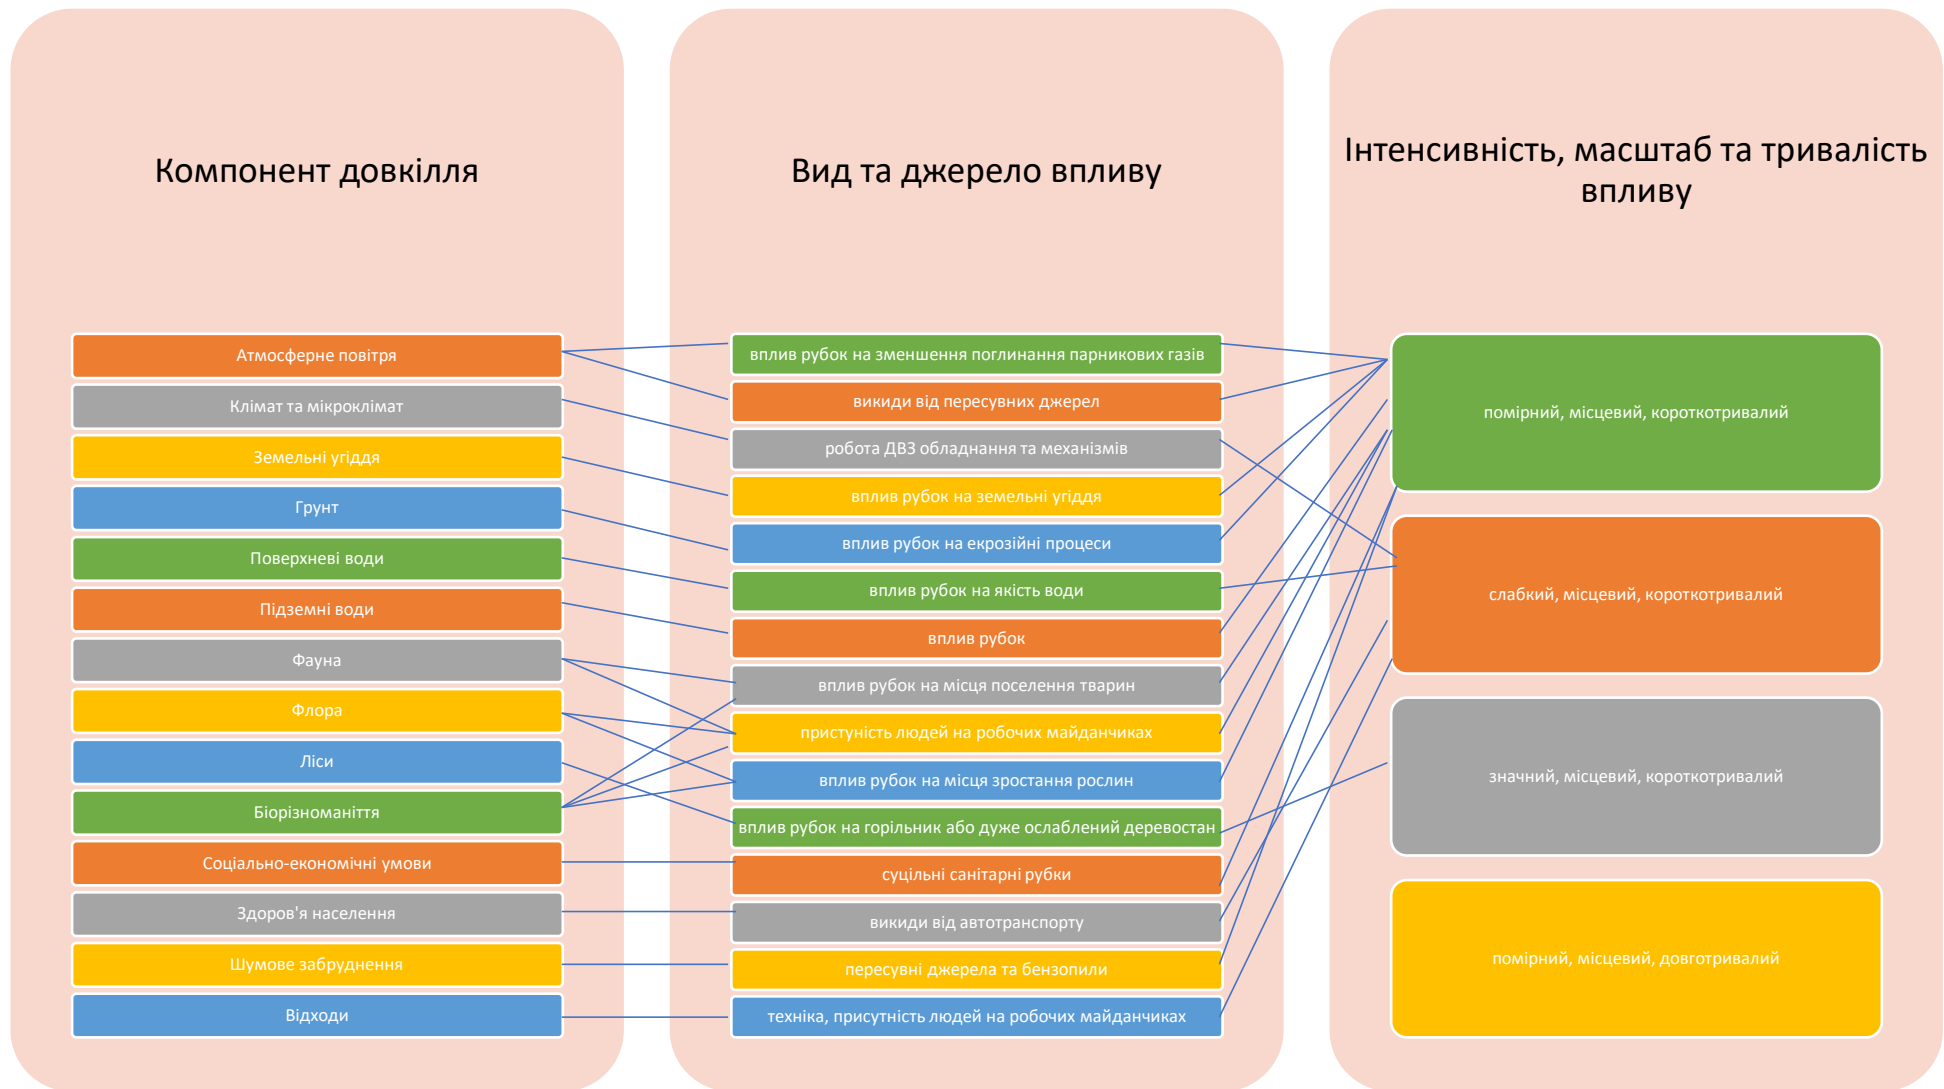 Компонент довкілля
Атмосферне повітря
Клімат та мікроклімат
Земельні угіддя
Грунт
Поверхневі води
Підземні води
Фауна
Флора
Ліси
Біорізноманіття
Соціально-економічні умови
Здоров'я населення
Шумове забруднення
Відходи
Вид та джерело впливу
вплив рубок на зменшення поглинання парникових газів
викиди від пересувних джерел
робота ДВЗ обладнання та механізмів
вплив рубок на земельні угіддя
вплив рубок на екрозійні процеси
вплив рубок на якість води
вплив рубок
вплив рубок на місця поселення тварин
пристуність людей на робочих майданчиках
вплив рубок на місця зростання рослин
вплив рубок на горільник або дуже ослаблений деревостан
суцільні санітарні рубки
викиди від автотранспорту
пересувні джерела та бензопили
техніка, присутність людей на робочих майданчиках
Інтенсивність, масштаб та тривалість
впливу
помірний, місцевий, короткотривалий
слабкий, місцевий, короткотривалий
значний, місцевий, короткотривалий
помірний, місцевий, довготривалий